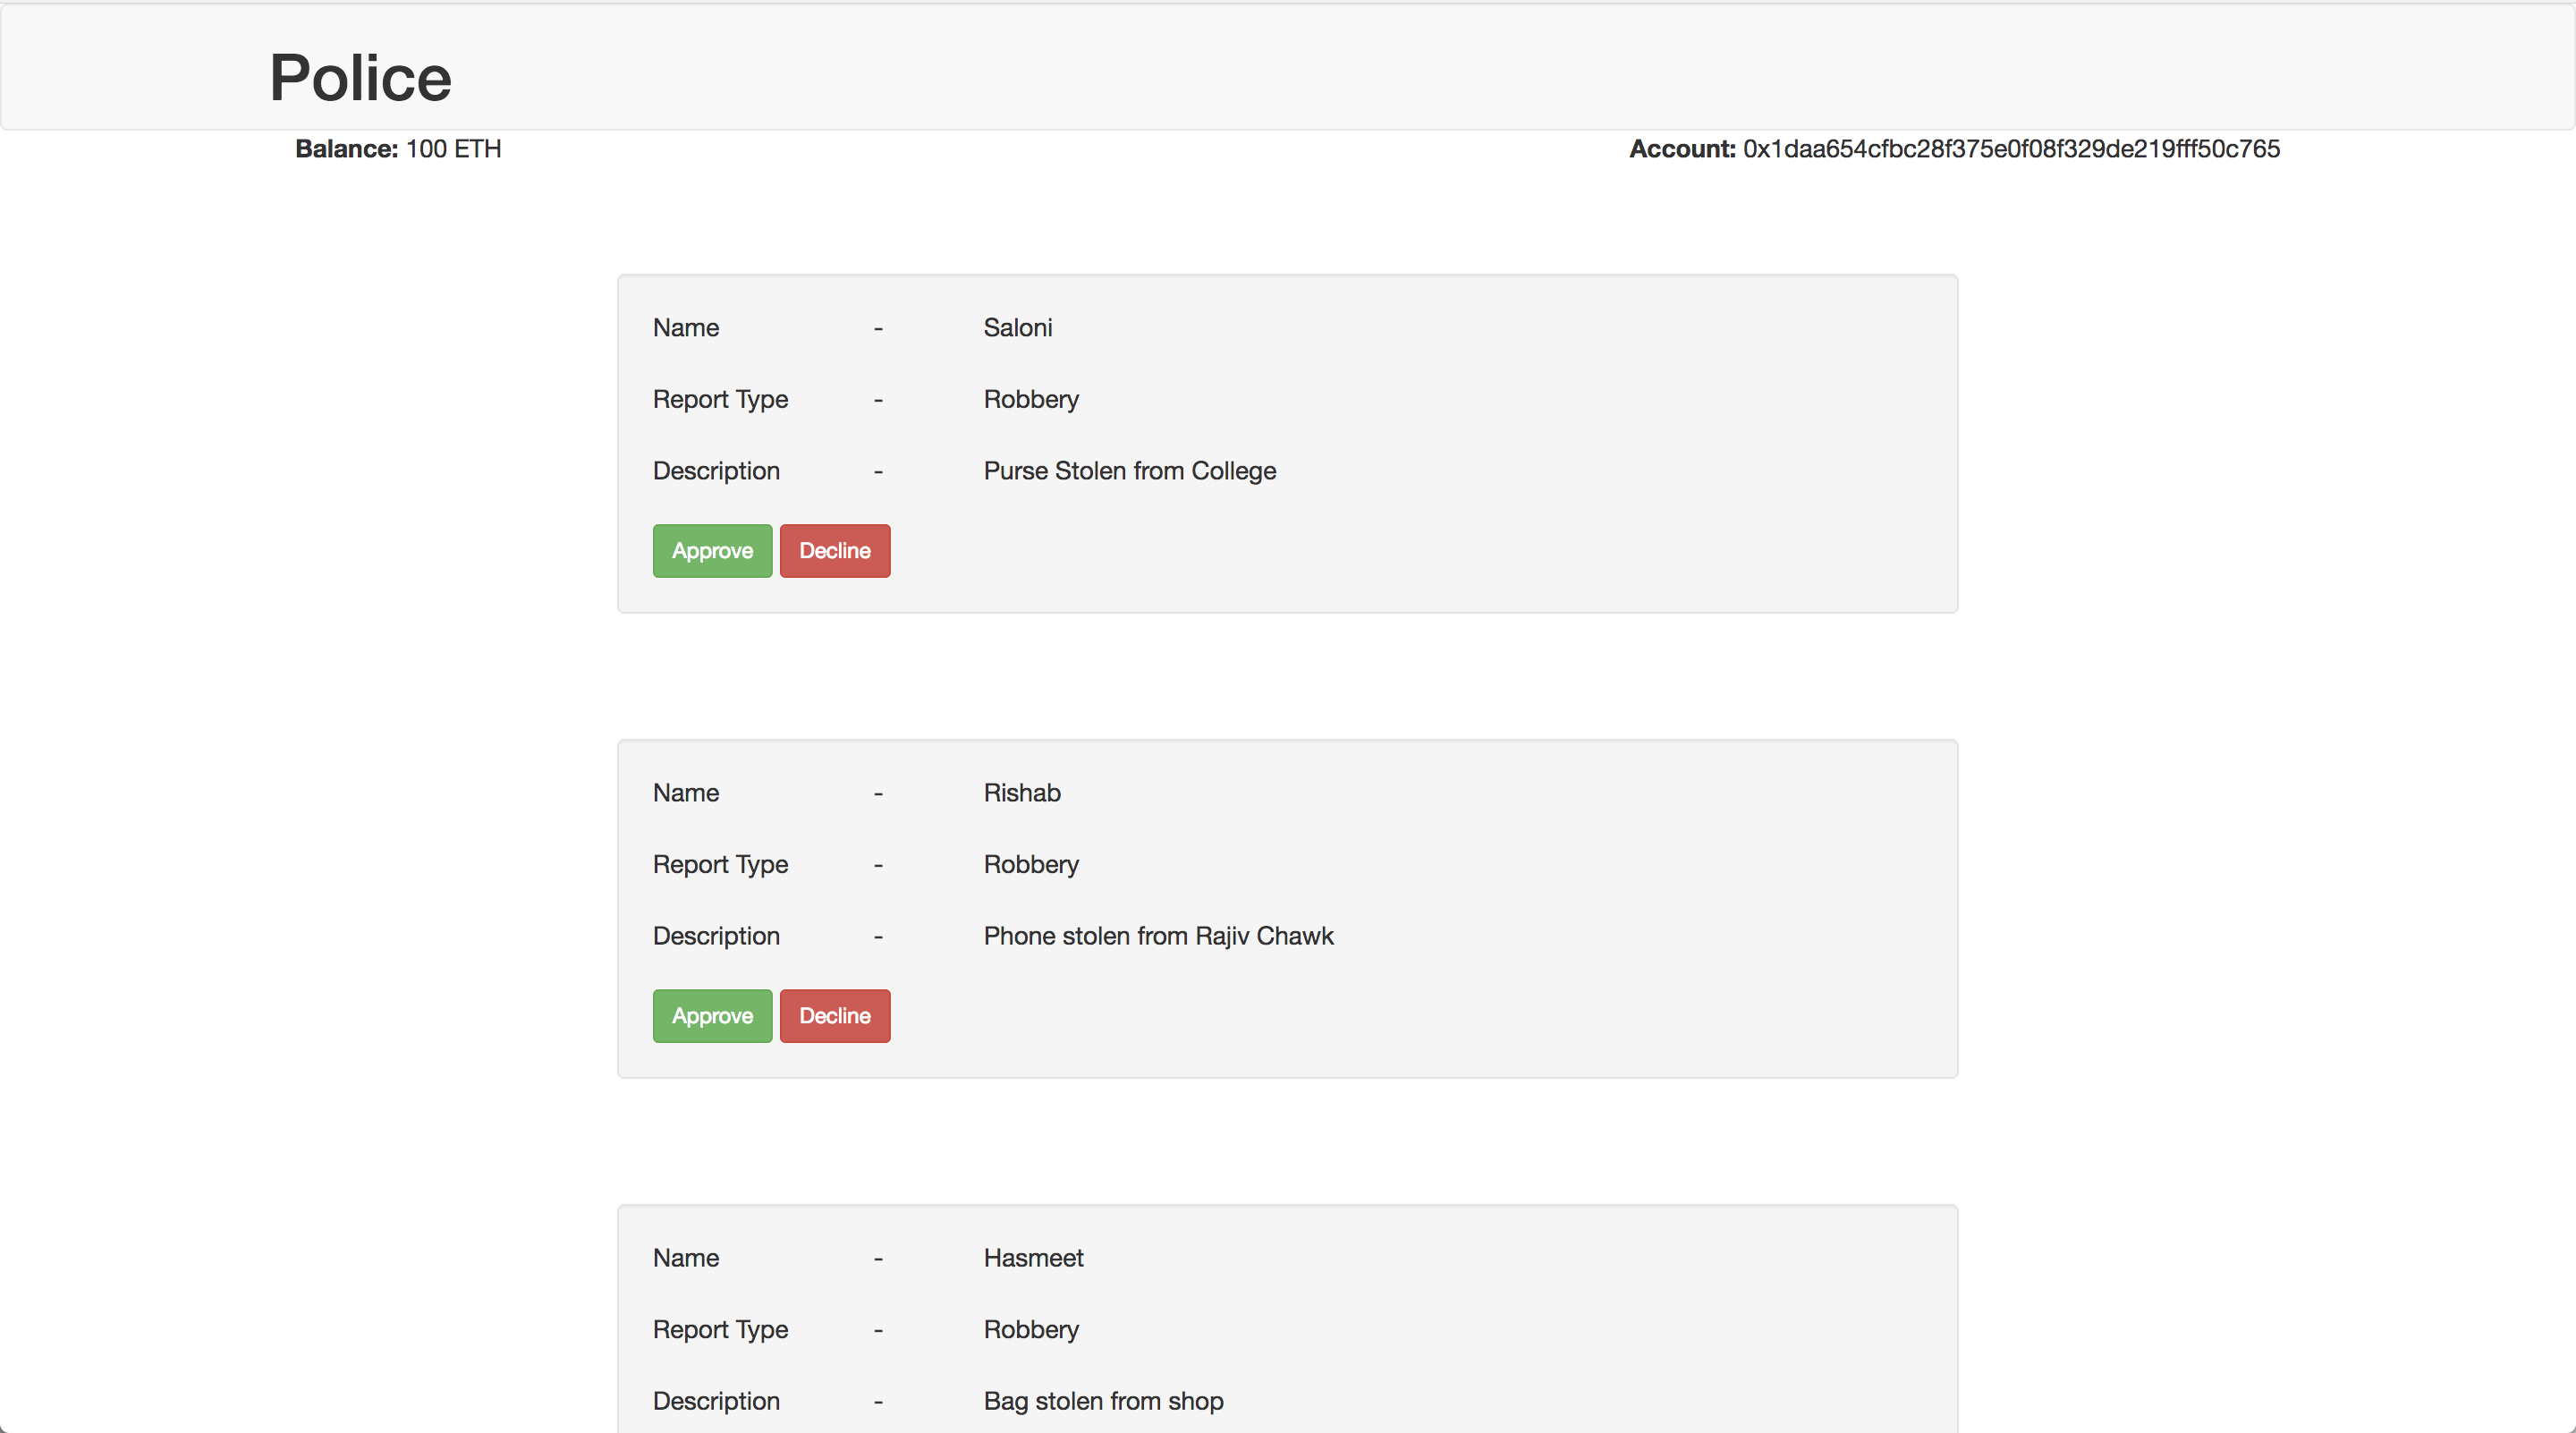 Police
Balance: 100 ETH Account: 0x1daa654cfbc28f375e0f08f329de219fff50c765
Name - Saloni
Report Type - Robbery
Description - Purse Stolen from College
Approve Decline
Name - Rishab
Report Type - Robbery
Description - Phone stolen from Rajiv Chawk
Approve Decline
Name - Hasmeet
Report Type - Robbery
Description - Bag stolen from shop